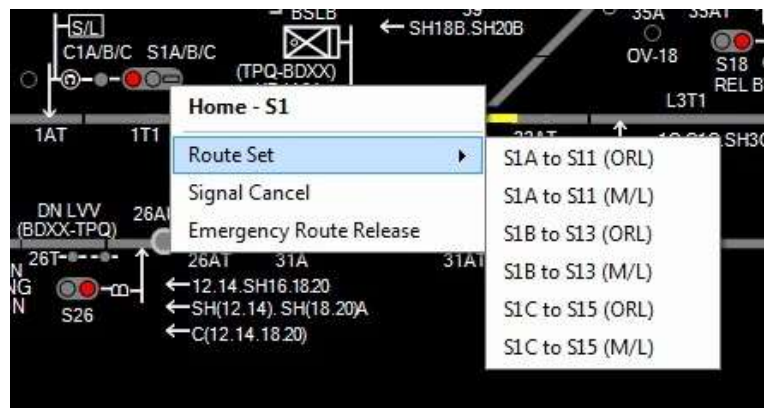 BSLB
35A
S/L
SH18B.SH20B
C1A/B/C S1A/B/C
OV-18
S18
(TPQ-BDXX)
REL B
Home - S1
L3T1
1AT 1T1
Route Set
S1A to S11 (ORL)
Signal Cancel
S1A to S11 (M/L)
DN LVV
26AU
(BDXX-TPQ)
Emergency Route Release
S1B to S13 (ORL)
26T
26AT 31A 31AT
S1B to S13 (M/L)
12.14.SH16.18.20
S26
SH(12.14). SH(18.20)A
S1C to S15 (ORL)
C(12.14.18.20)
S1C to S15 (M/L)